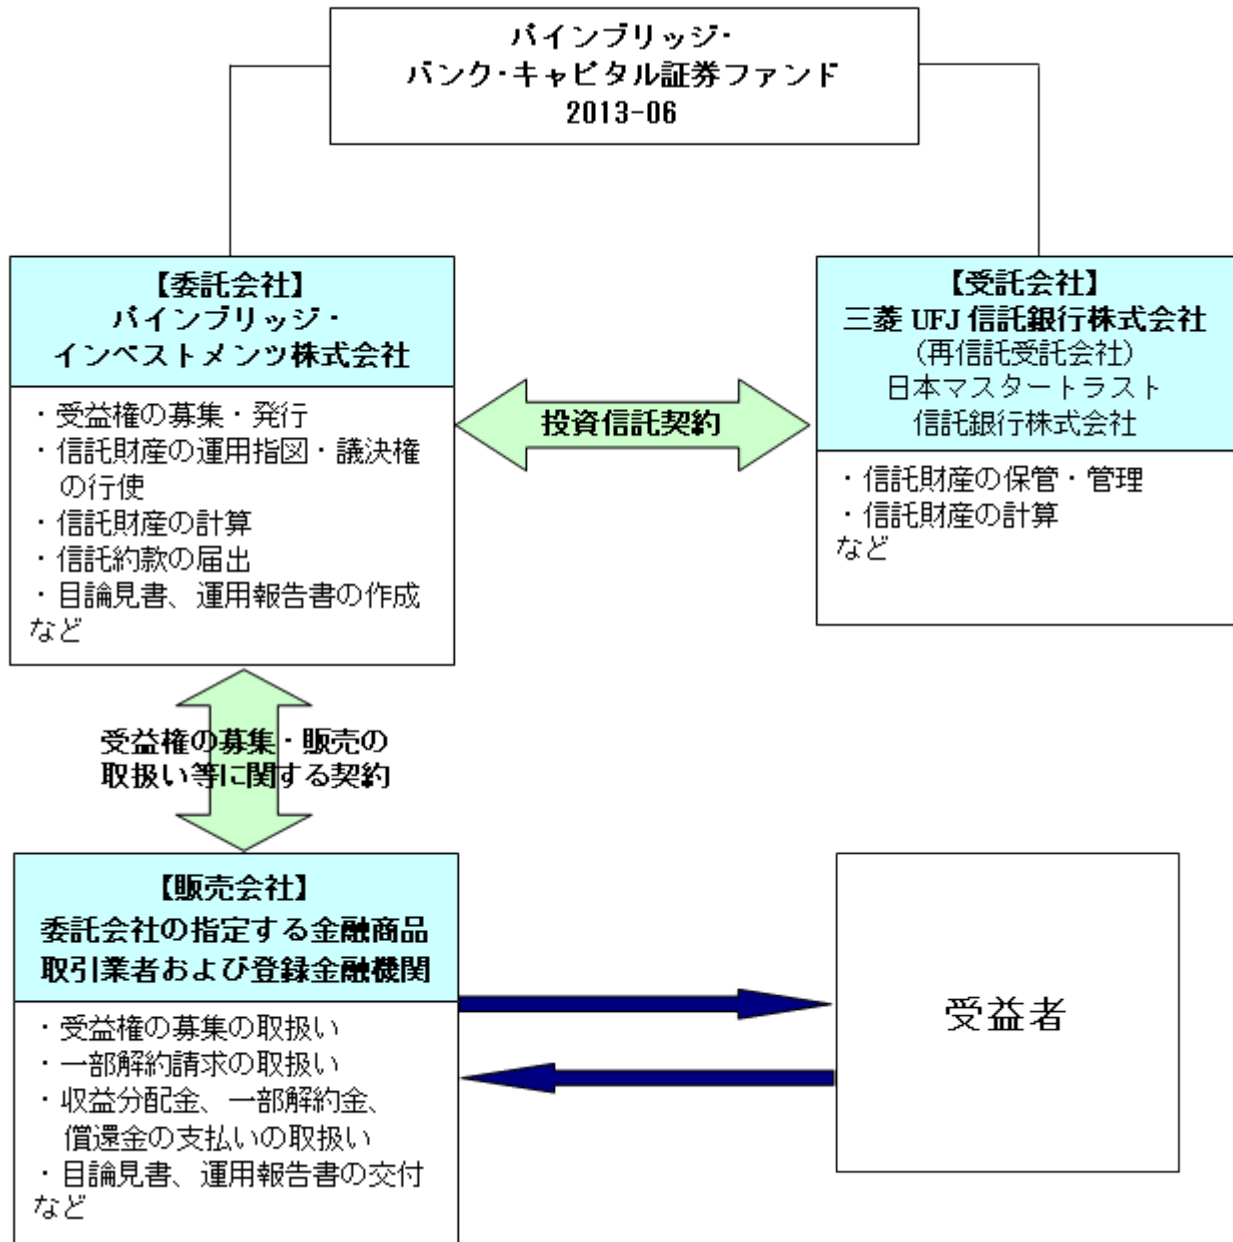 パインブリッジ・
バンク・キャピタル証券ファンド
2013-06
【委託会社】
パインブリッジ・
インベストメンツ株式会社
・受益権の募集・発行
・信託財産の運用指図・議決権
の行使
・信託財産の計算
・信託約款の届出
・目論見書、運用報告書の作成
など
投資信託契約
【受託会社】
三菱 UFJ 信託銀行株式会社
（再信託受託会社）
日本マスタートラスト
信託銀行株式会社
・信託財産の保管・管理
・信託財産の計算
など
受益権の募集・販売の
取扱い等に関する契約
【販売会社】
委託会社の指定する金融商品
取引業者および登録金融機関
・受益権の募集の取扱い
・一部解約請求の取扱い
・収益分配金、一部解約金、
償還金の支払いの取扱い
・目論見書、運用報告書の交付
など
受益者